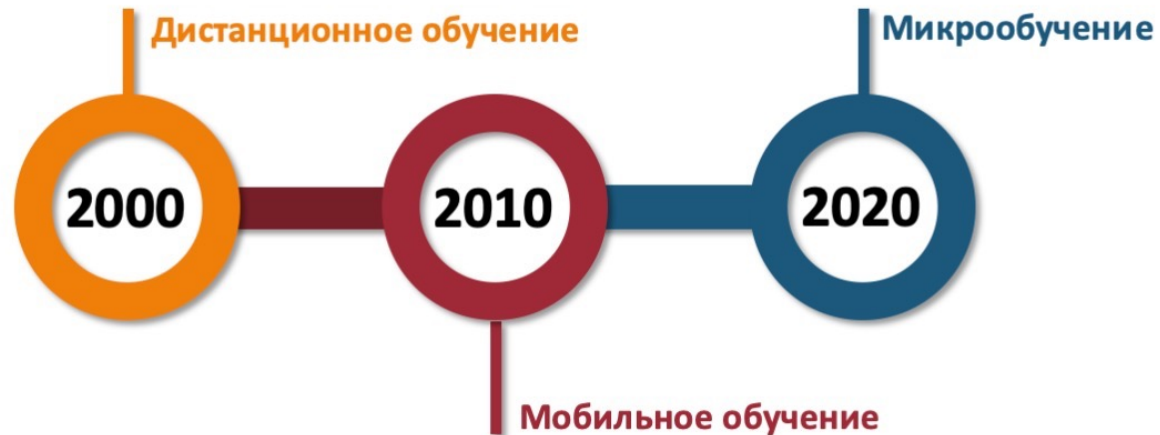 Дистанционное обучение
Микрообучение
2000
2010
2020
Мобильное обучение